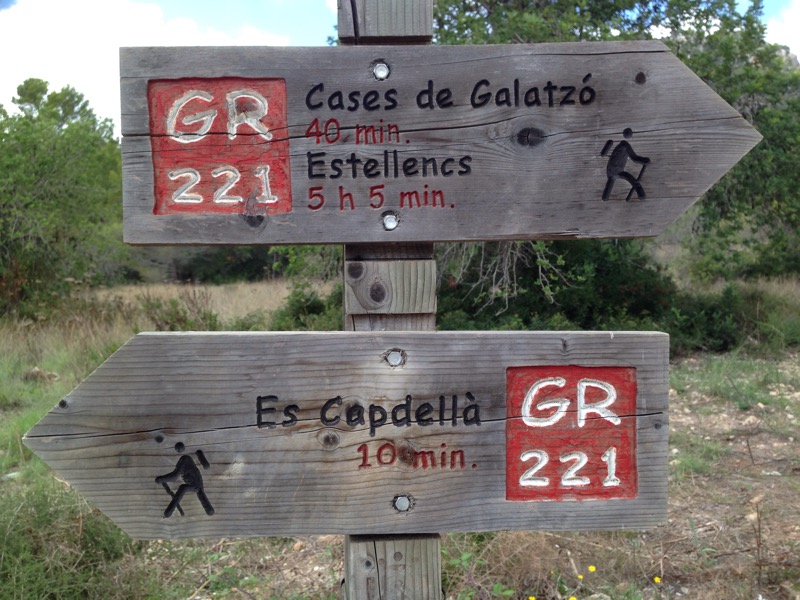 GR
221
Cases de Galatzó
40 min.
Estellencs
5 h 5 min.
Es Capdellà
10 min.
GR
221